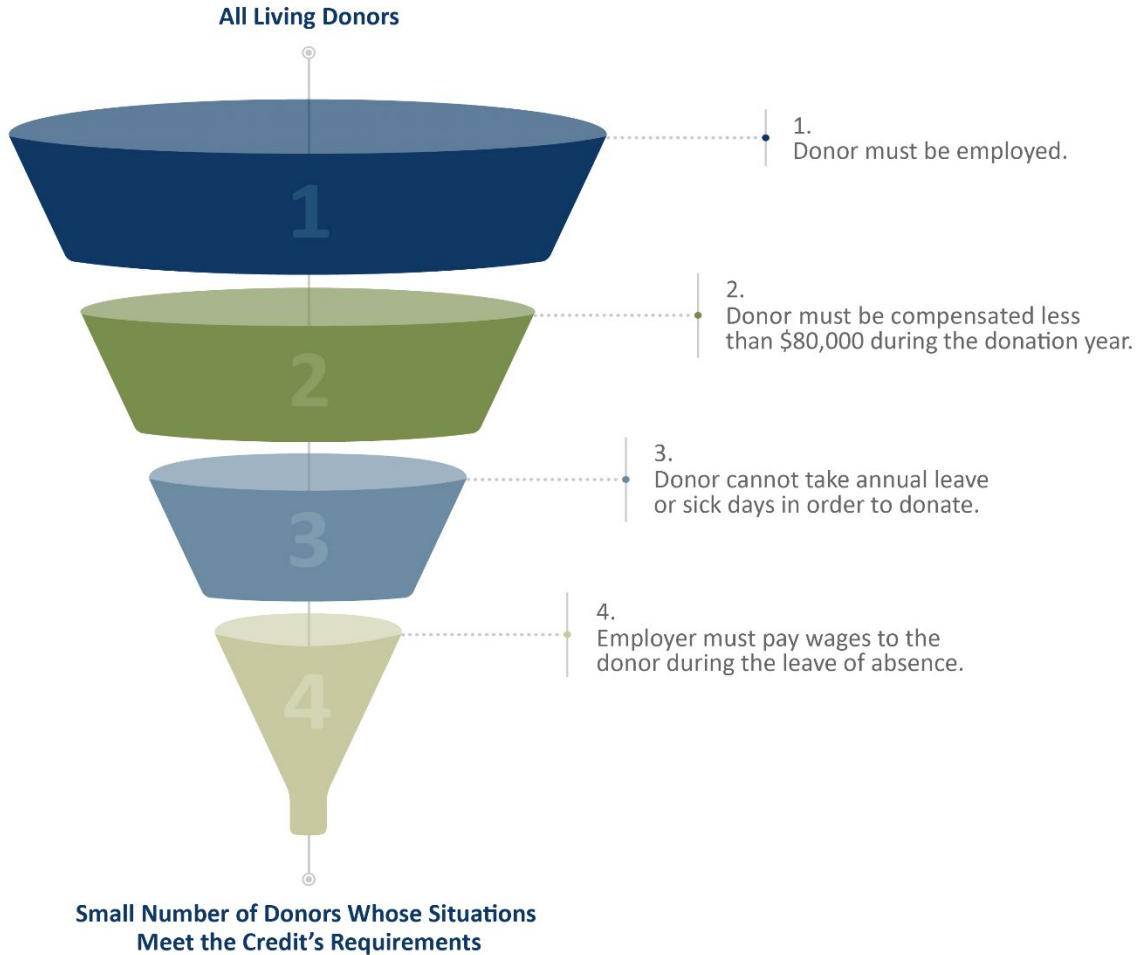 All Living Donors
1
1.
Donor must be employed.
2
2.
Donor must be compensated less
than $80,000 during the donation year.
3
3.
Donor cannot take annual leave
or sick days in order to donate.
4
4.
Employer must pay wages to the
donor during the leave of absence.
Small Number of Donors Whose Situations
Meet the Credit's Requirements